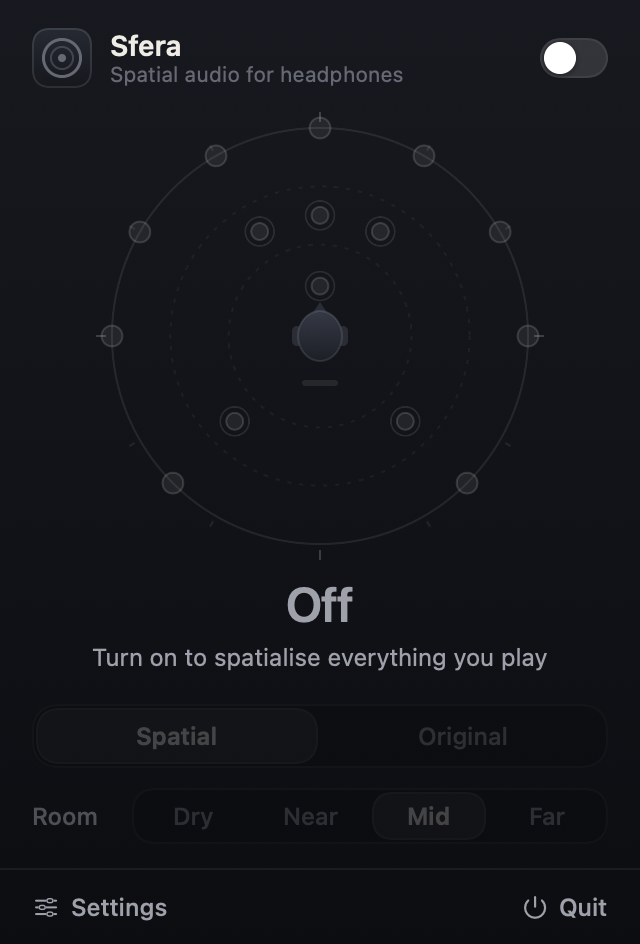 Sfera
Spatial audio for headphones
Off
Turn on to spatialise everything you play
Spatial Original
Room Dry Near Mid Far
Settings Quit